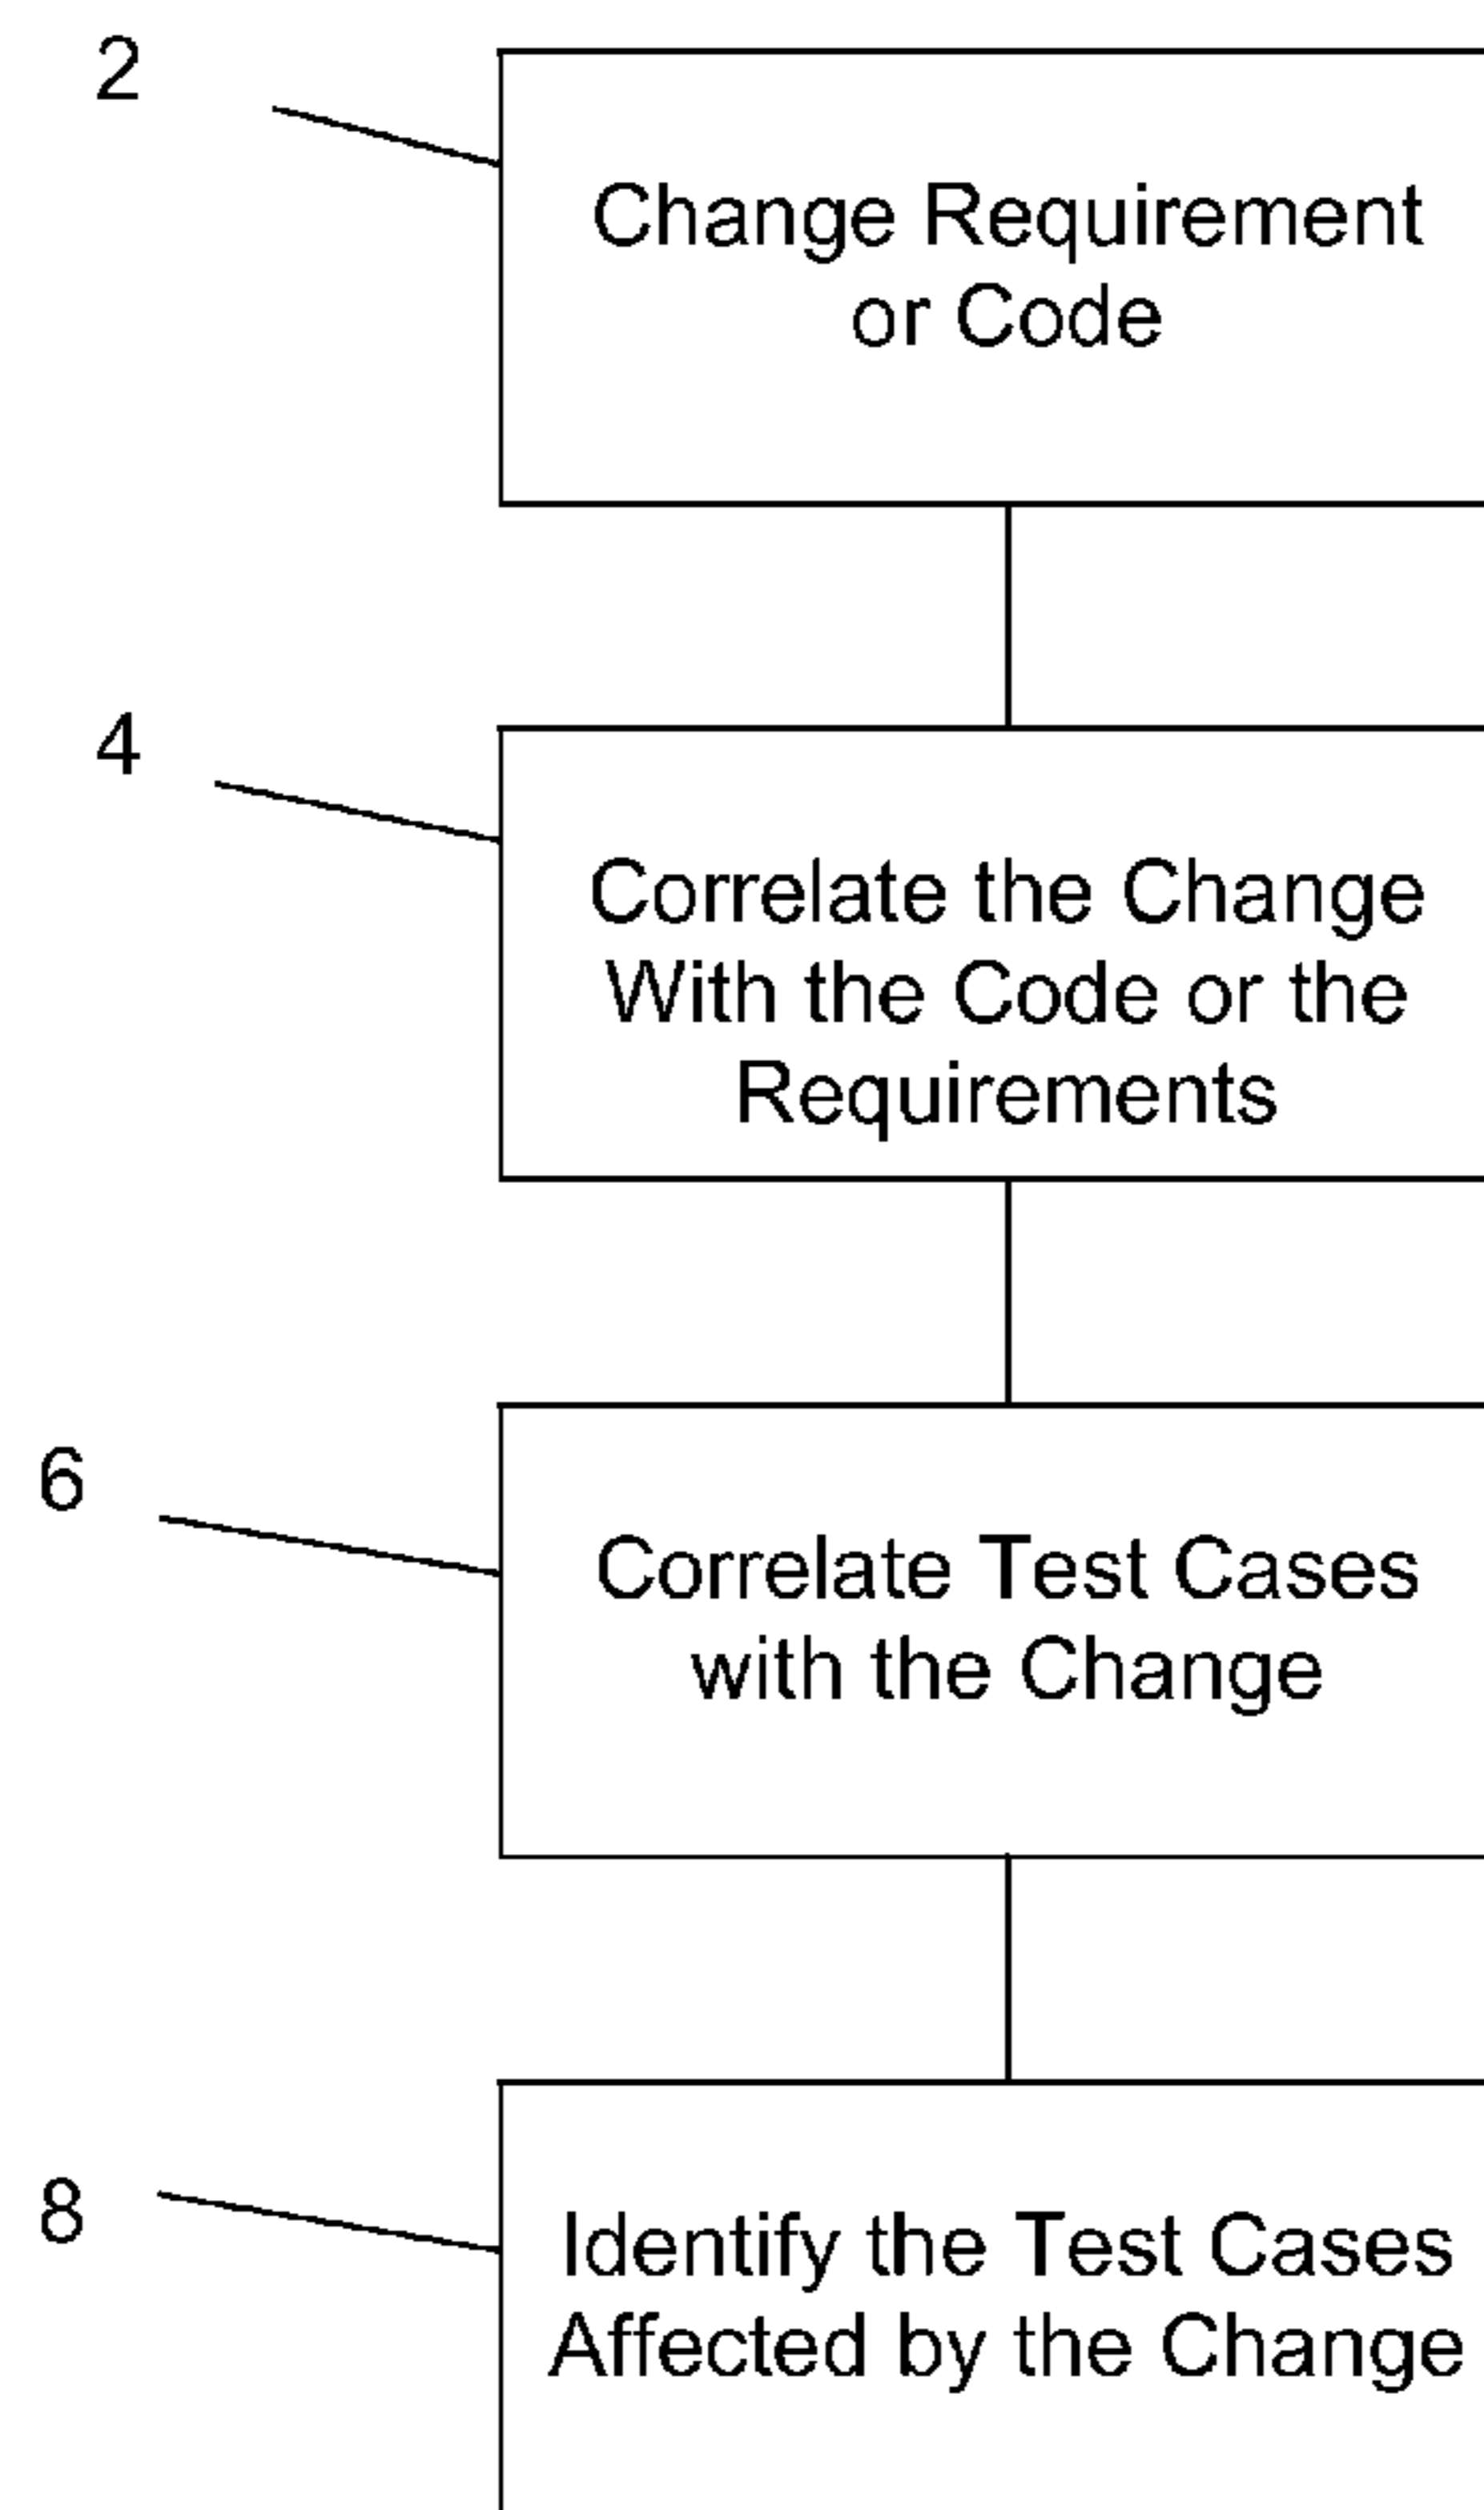 2
Change Requirement
or Code
4
Correlate the Change
With the Code or the
Requirements
6
Correlate Test Cases
with the Change
8
Identify the Test Cases
Affected by the Change